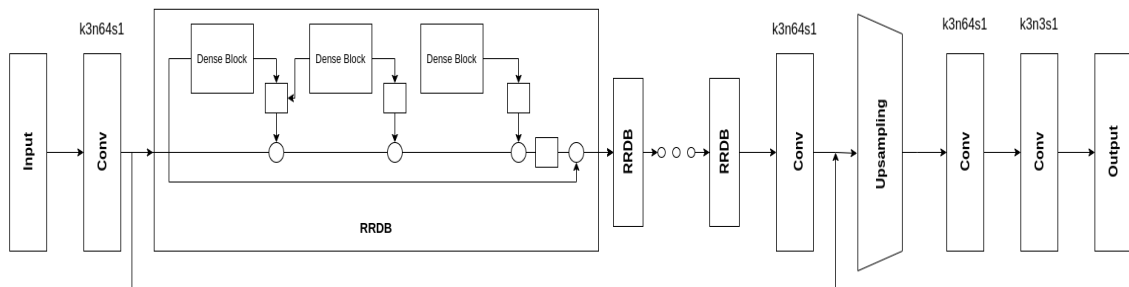 k3n64s1
k3n64s1
k3n64s1
k3n3s1
Dense Block
Dense Block
Dense Block
Input
Conv
RRDB
RRDB
RRDB
Conv
Upsampling
Conv
Conv
Output